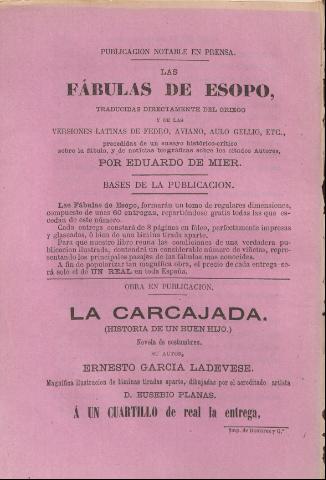 PUBLICACION NOTABLE EN PRENSA.
LAS
FÁBULAS DE ESOPO,
TRADUCIDAS DIRECTAMENTE DEL GRIEGO
Y DE LAS
VERSIONES LATINAS DE FEDRO, AVIANO, AULO GELLIO, ETC.,
precedidas de un ensayo histórico-crítico
sobre la fábula, y de noticias biográficas sobre los citados Autores,
POR EDUARDO DE MIER.
BASES DE LA PUBLICACION.
Las Fábulas de Esopo, formarán un tomo de regulares dimensiones,
compuesto de unas 60 entregas, repartiéndose gratis todas las que es-
cedan de este número.
Cada entrega constará de 8 páginas en fólio, perfectamente impresas
y glaseadas, ó bien de una lámina tirada aparte.
Para que nuestro libro reuna las condiciones de una verdadera pu-
blicacion ilustrada, contendrá un considerable número de viñetas, repre-
sentando los principales pasajes de las fábulas mas conocidas.
A fin de popularizar tan magnífica obra, el precio de cada entrega se-
rá solo el de UN REAL en toda España.
OBRA EN PUBLICACION.
LA CARCAJADA.
(HISTORIA DE UN BUEN HIJO.)
Novela de costumbres.
SU AUTOR,
ERNESTO GARCIA LADEVESE.
Magnífica ilustracion de láminas tiradas aparte, dibujadas por el acreditado artista
D. EUSEBIO PLANAS.
Á UN CUARTILLO de real la entrega,
Imp. de Ramirez y C.ª